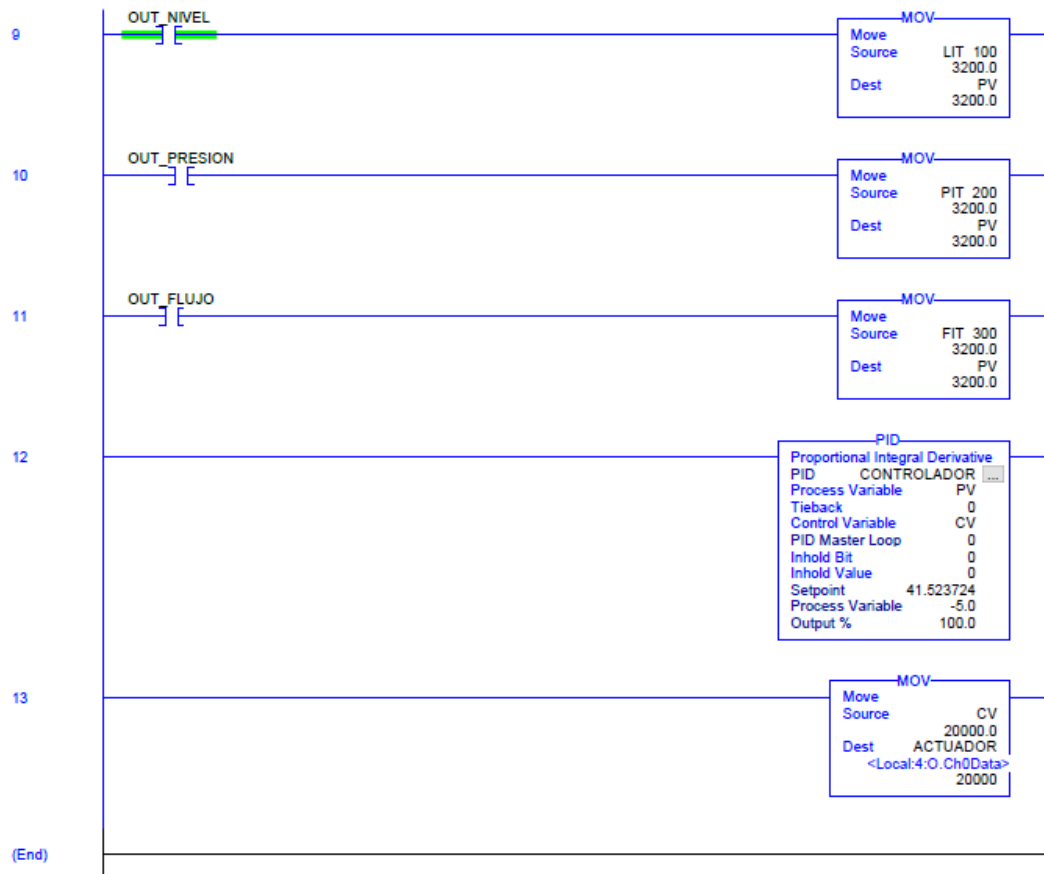 OUT_NIVEL
9
MOV
Move
Source LIT_100
3200.0
Dest PV
3200.0
OUT_PRESION
10
MOV
Move
Source PIT_200
3200.0
Dest PV
3200.0
OUT_FLUJO
11
MOV
Move
Source FIT_300
3200.0
Dest PV
3200.0
12
PID
Proportional Integral Derivative
PID CONTROLADOR ...
Process Variable PV
Tieback 0
Control Variable CV
PID Master Loop 0
Inhold Bit 0
Inhold Value 0
Setpoint 41.523724
Process Variable -5.0
Output % 100.0
13
MOV
Move
Source CV
20000.0
Dest ACTUADOR
<Local:4:O.Ch0Data>
20000
(End)